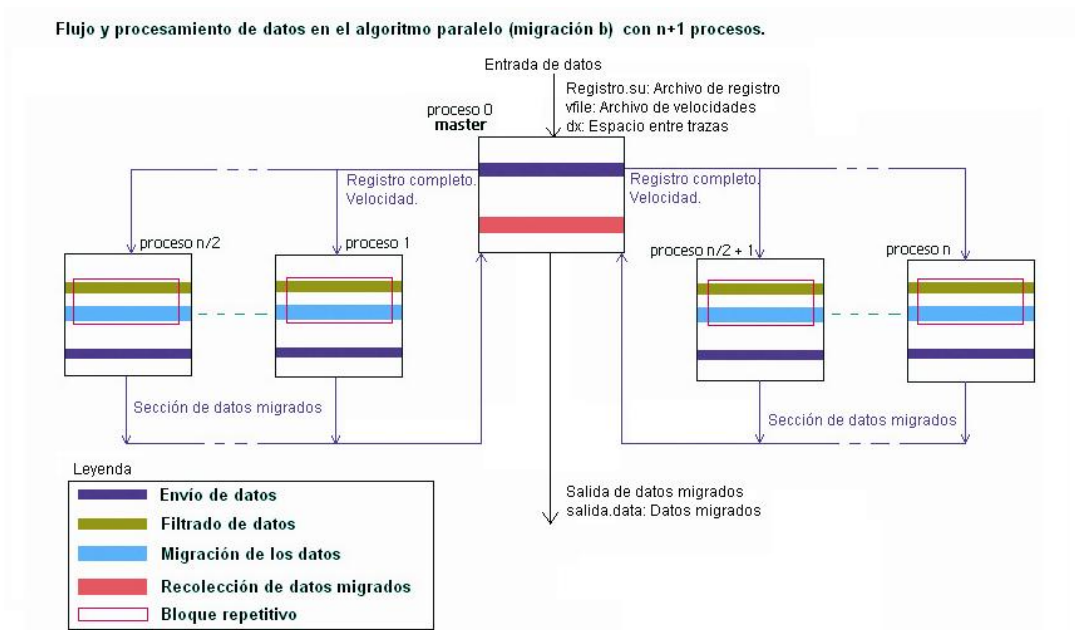 Flujo y procesamiento de datos en el algoritmo paralelo (migración b) con n+1 procesos.
Entrada de datos
Registro.su: Archivo de registro
vfile: Archivo de velocidades
dx: Espacio entre trazas
proceso 0
master
Registro completo.
Velocidad.
Registro completo.
Velocidad.
proceso n/2
proceso 1
proceso n/2 + 1
proceso n
Sección de datos migrados
Sección de datos migrados
Leyenda
Envío de datos
Filtrado de datos
Migración de los datos
Recolección de datos migrados
Bloque repetitivo
Salida de datos migrados
salida.data: Datos migrados